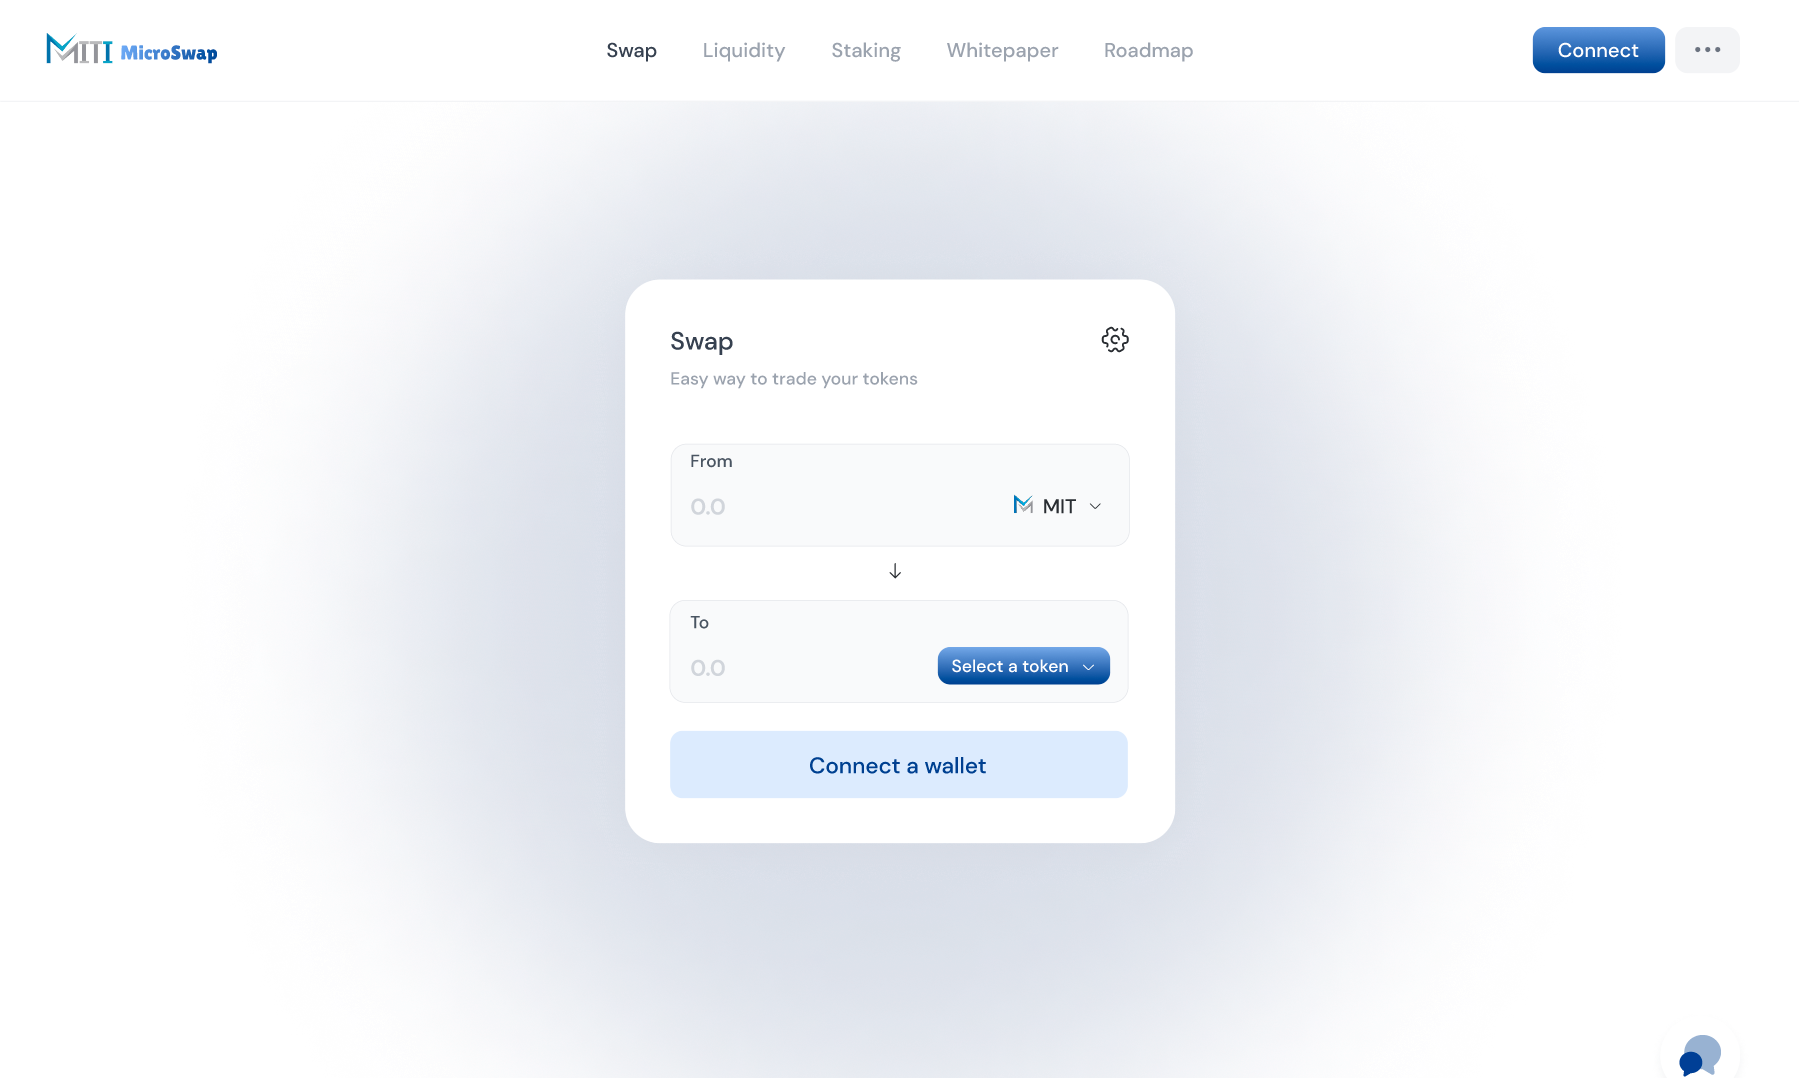 MITI MicroSwap
Swap Liquidity Staking Whitepaper Roadmap
Connect
Swap
Easy way to trade your tokens
From
0.0
MIT
To
0.0
Select a token
Connect a wallet